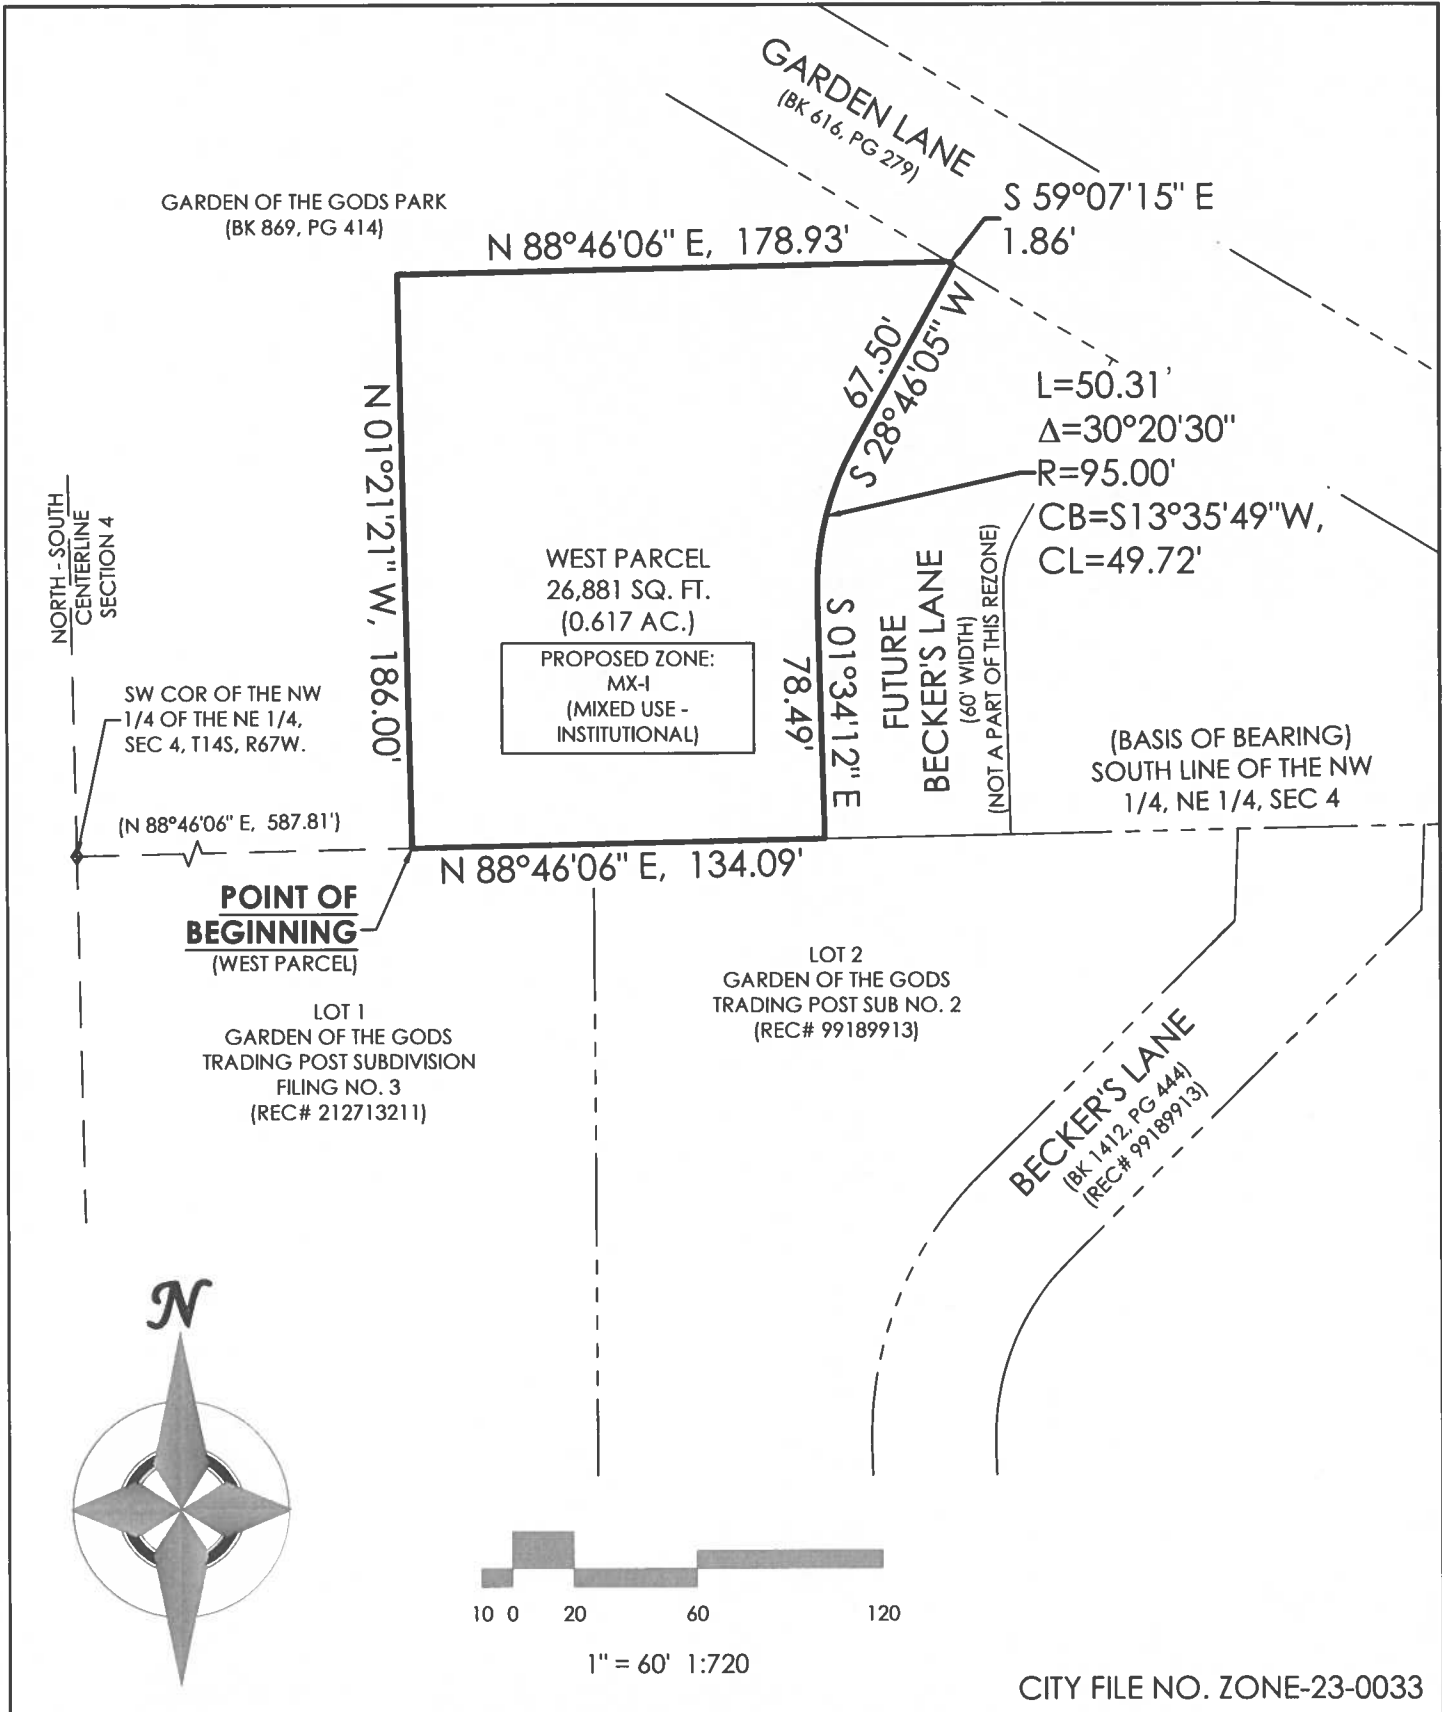 GARDEN LANE
(BK 616, PG 279)
GARDEN OF THE GODS PARK
(BK 869, PG 414)
S 59°07'15" E
1.86'
N 88°46'06" E, 178.93'
67.50'
S 28°46'05" W
L=50.31'
Δ=30°20'30"
R=95.00'
CB=S13°35'49"W,
CL=49.72'
N 01°21'21" W, 186.00'
NORTH - SOUTH
CENTERLINE
SECTION 4
WEST PARCEL
26,881 SQ. FT.
(0.617 AC.)
PROPOSED ZONE:
MX-I
(MIXED USE -
INSTITUTIONAL)
S 01°34'12" E
78.49'
FUTURE
BECKER'S LANE
(60' WIDTH)
(NOT A PART OF THIS REZONE)
SW COR OF THE NW
1/4 OF THE NE 1/4,
SEC 4, T14S, R67W.
(BASIS OF BEARING)
SOUTH LINE OF THE NW
1/4, NE 1/4, SEC 4
(N 88°46'06" E, 587.81')
N 88°46'06" E, 134.09'
POINT OF
BEGINNING
(WEST PARCEL)
LOT 1
GARDEN OF THE GODS
TRADING POST SUBDIVISION
FILING NO. 3
(REC# 212713211)
LOT 2
GARDEN OF THE GODS
TRADING POST SUB NO. 2
(REC# 99189913)
BECKER'S LANE
(BK 1412, PG 444)
(REC# 99189913)
N
10 0 20 60 120
1" = 60' 1:720
CITY FILE NO. ZONE-23-0033